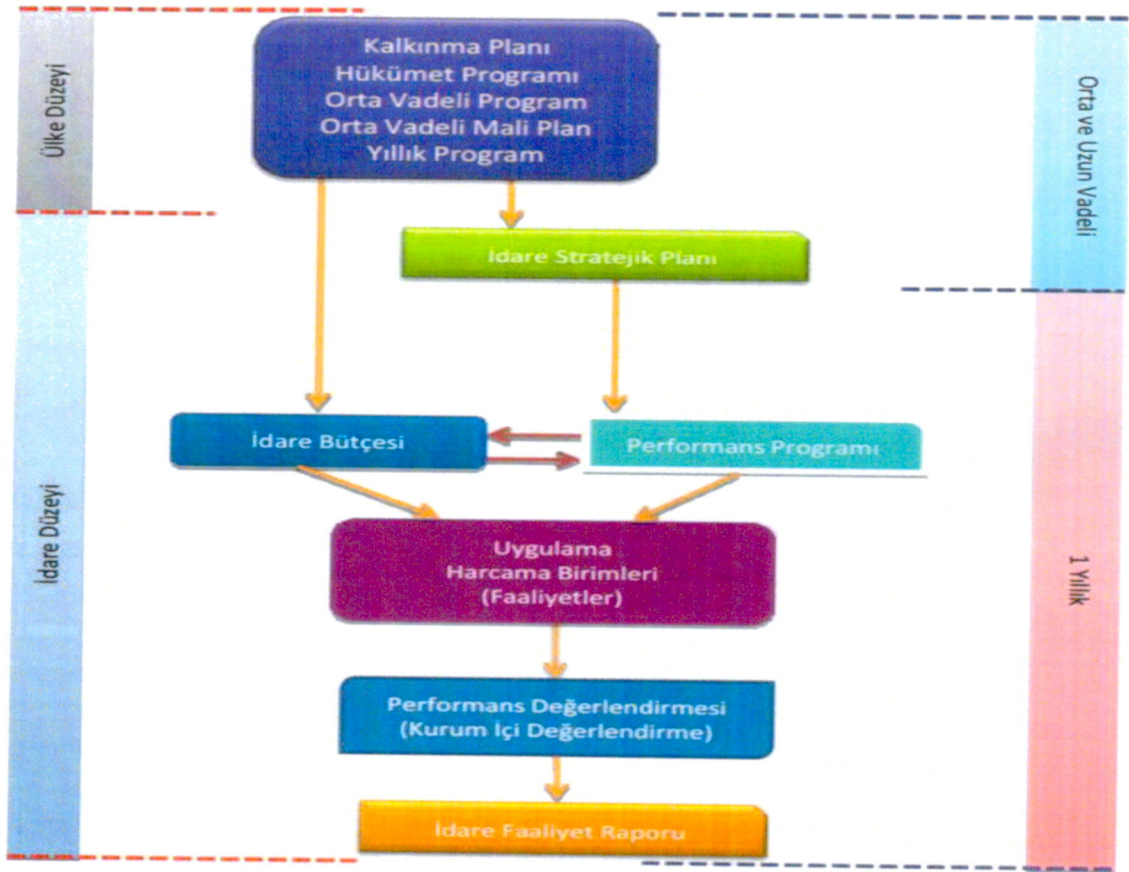 Ülke Düzeyi
Kalkınma Planı
Hükümet Programı
Orta Vadeli Program
Orta Vadeli Mali Plan
Yıllık Program
Orta ve Uzun Vadeli
İdare Stratejik Planı
İdare Düzeyi
İdare Bütçesi
Performans Programı
1 Yıllık
Uygulama
Harcama Birimleri
(Faaliyetler)
Performans Değerlendirmesi
(Kurum İçi Değerlendirme)
İdare Faaliyet Raporu